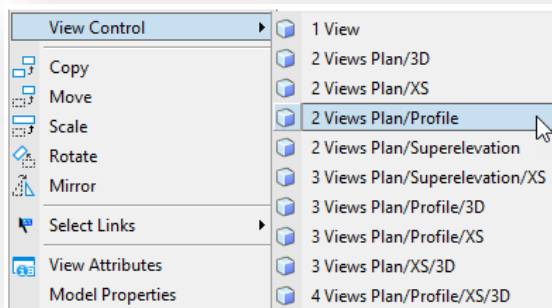 View Control
Copy
Move
Scale
Rotate
Mirror
Select Links
View Attributes
Model Properties
1 View
2 Views Plan/3D
2 Views Plan/XS
2 Views Plan/Profile
2 Views Plan/Superelevation
3 Views Plan/Superelevation/XS
3 Views Plan/Profile/3D
3 Views Plan/Profile/XS
3 Views Plan/XS/3D
4 Views Plan/Profile/XS/3D